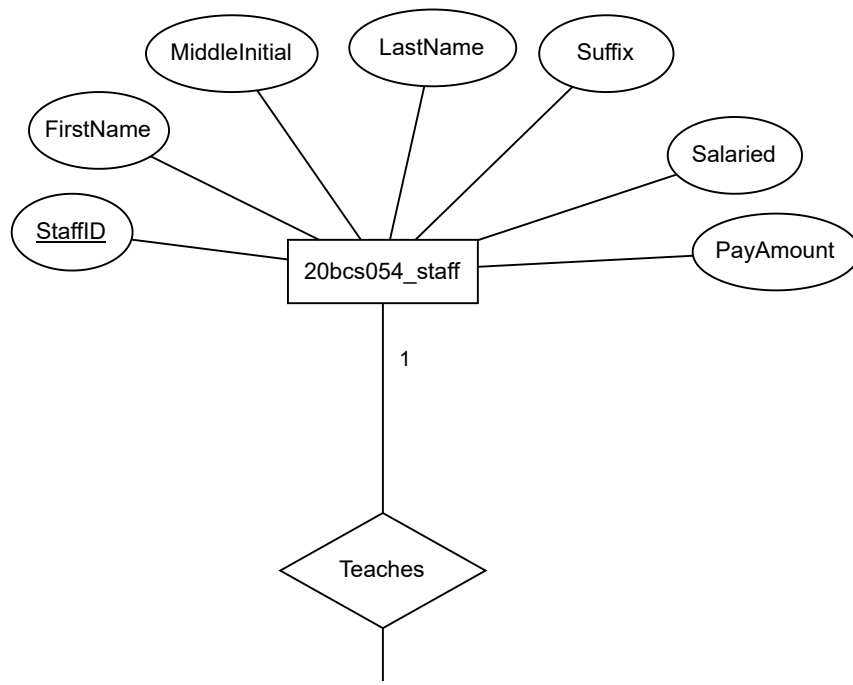 MiddleInitial
LastName
Suffix
FirstName
Salaried
StaffID
PayAmount
20bcs054_staff
1
Teaches